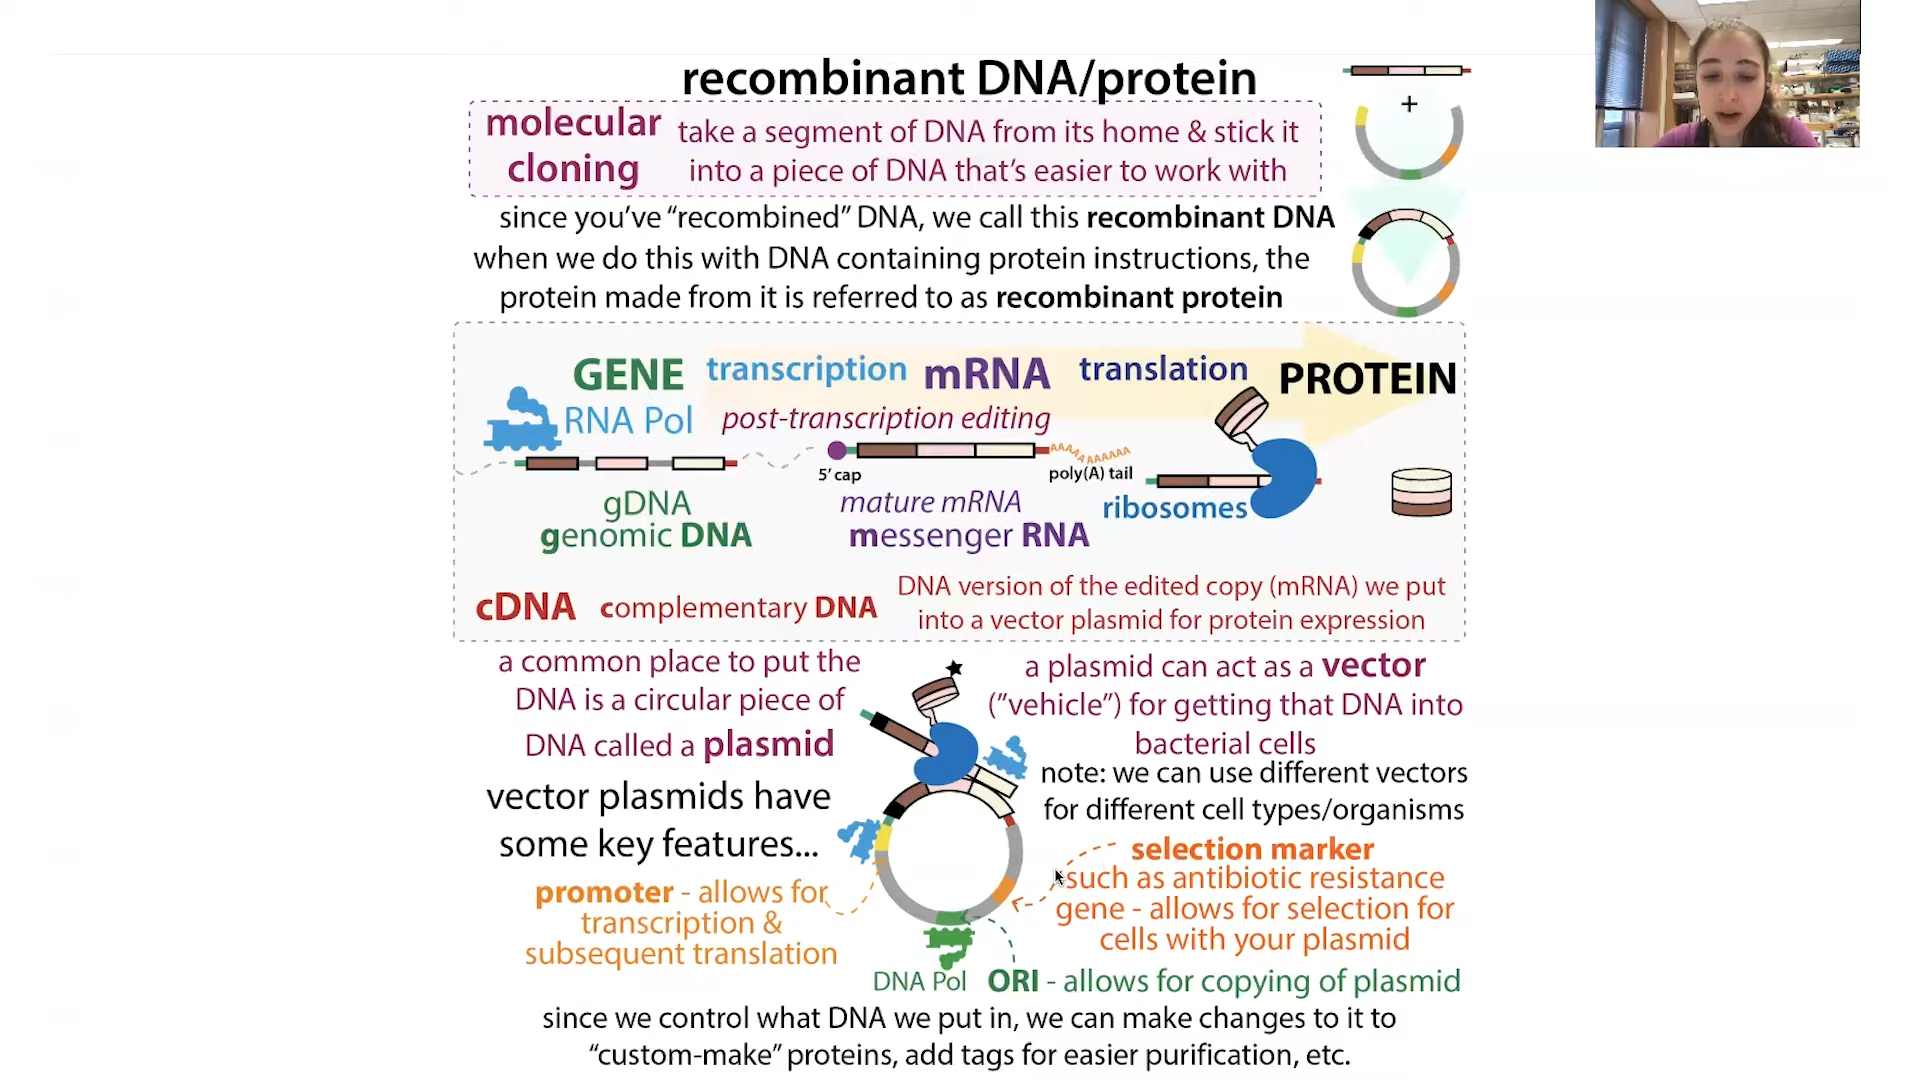 recombinant DNA/protein
molecular cloning
take a segment of DNA from its home & stick it
into a piece of DNA that's easier to work with
+
since you've “recombined” DNA, we call this recombinant DNA
when we do this with DNA containing protein instructions, the
protein made from it is referred to as recombinant protein
GENE transcription mRNA translation PROTEIN
RNA Pol post-transcription editing
5' cap
AAAAA AAAAAA
poly(A) tail
gDNA
genomic DNA
mature mRNA
messenger RNA
ribosomes
cDNA complementary DNA
DNA version of the edited copy (mRNA) we put
into a vector plasmid for protein expression
a common place to put the
DNA is a circular piece of
DNA called a plasmid
a plasmid can act as a vector
("vehicle") for getting that DNA into
bacterial cells
note: we can use different vectors
for different cell types/organisms
vector plasmids have
some key features...
promoter - allows for
transcription &
subsequent translation
selection marker
such as antibiotic resistance
gene - allows for selection for
cells with your plasmid
DNA Pol
ORI - allows for copying of plasmid
since we control what DNA we put in, we can make changes to it to
“custom-make” proteins, add tags for easier purification, etc.